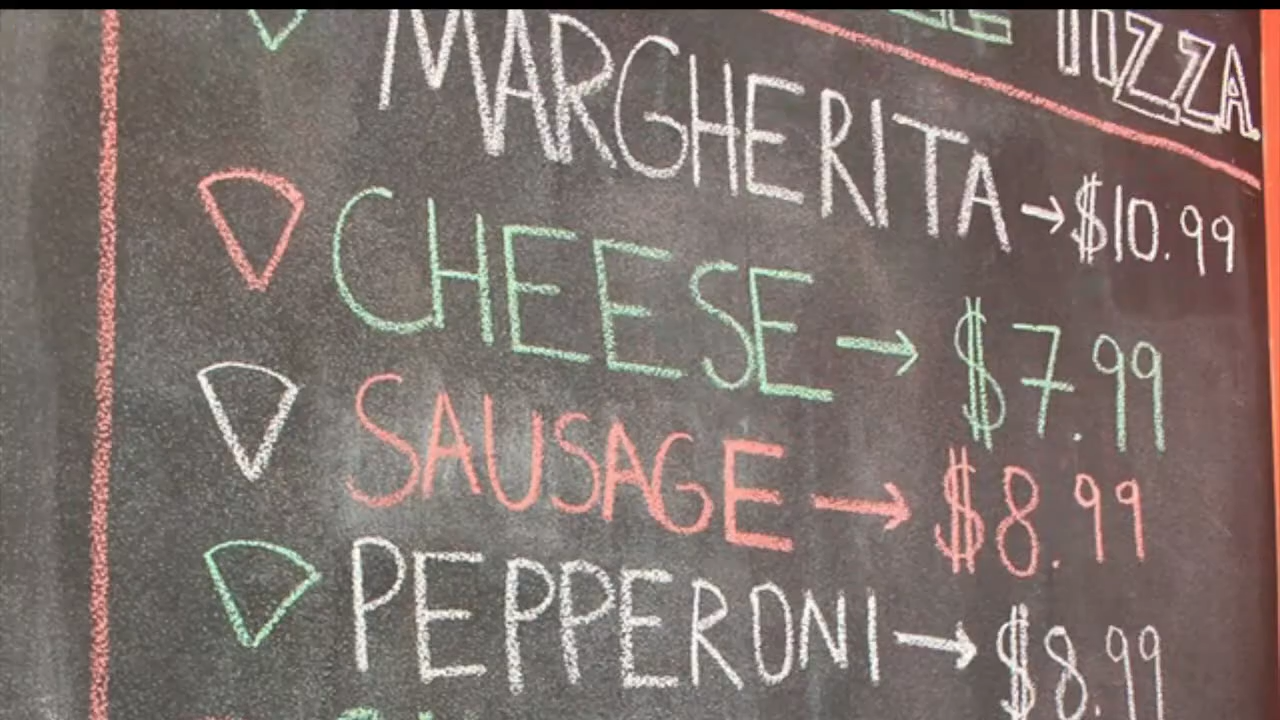 PIZZA
MARGHERITA → $10.99
CHEESE → $7.99
SAUSAGE → $8.99
PEPPERONI → $8.99